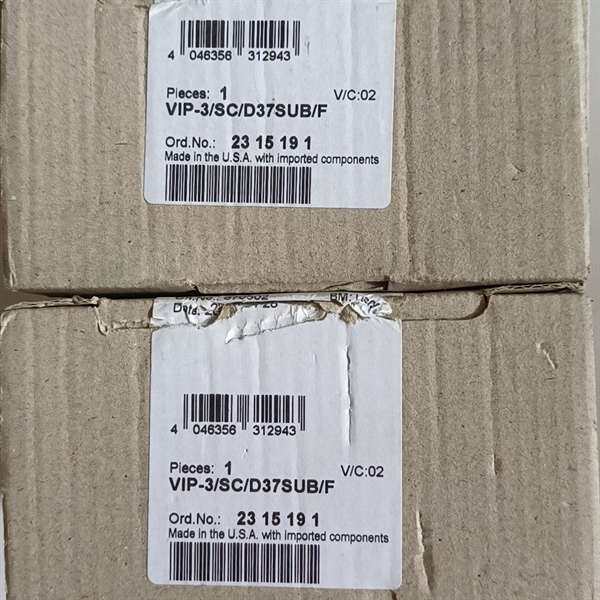 4 046356 312943
Pieces: 1 V/C:02
VIP-3/SC/D37SUB/F
Ord.No.: 23 15 19 1
Made in the U.S.A. with imported components
BM:
Date:
4 046356 312943
Pieces: 1 V/C:02
VIP-3/SC/D37SUB/F
Ord.No.: 23 15 19 1
Made in the U.S.A. with imported components